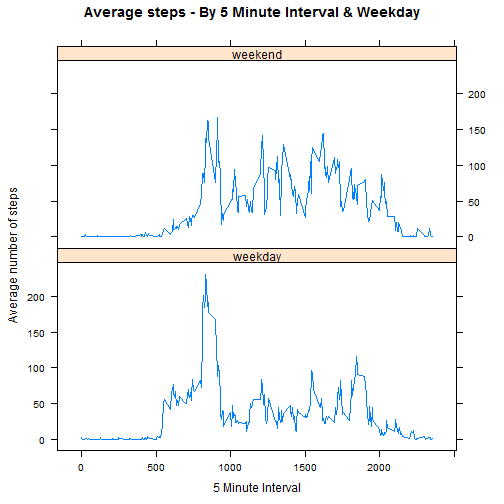 Average steps - By 5 Minute Interval & Weekday
weekend
200
150
100
50
0
weekday
200
150
100
50
0
Average number of steps
0 500 1000 1500 2000
5 Minute Interval